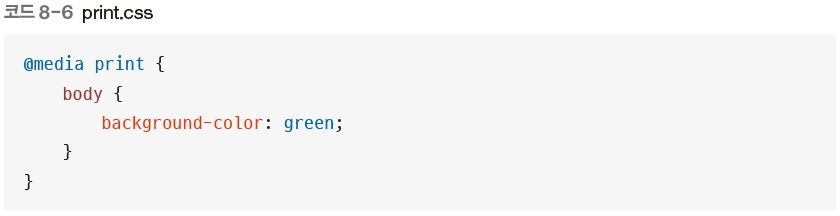 코드 8-6 print.css
@media print {
body {
background-color: green;
}
}